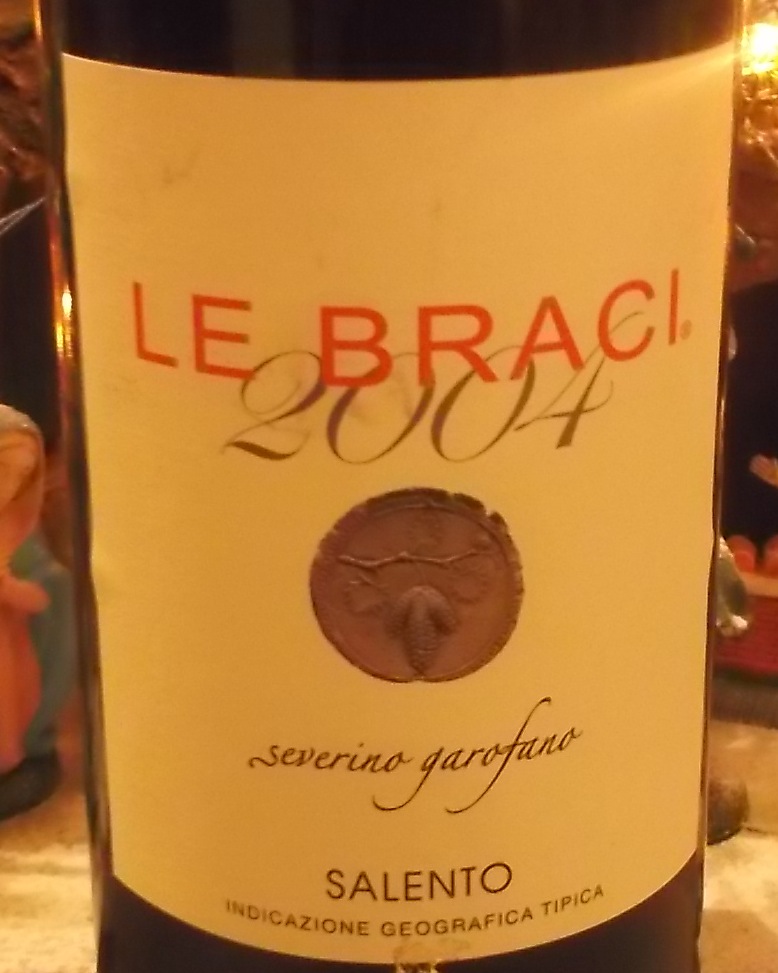 LE BRACI®
2004
severino garofano
SALENTO
INDICAZIONE GEOGRAFICA TIPICA